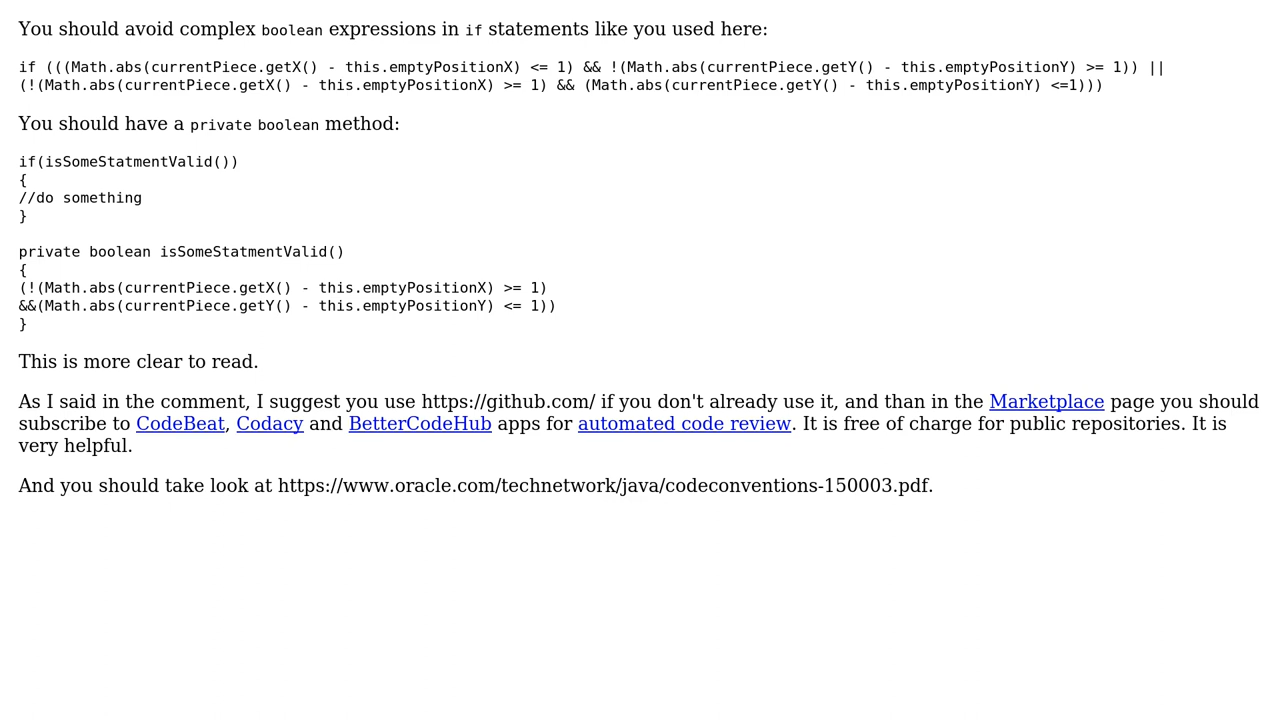 You should avoid complex boolean expressions in if statements like you used here:
if (((Math.abs(currentPiece.getX() - this.emptyPositionX) <= 1) && !(Math.abs(currentPiece.getY() - this.emptyPositionY) >= 1)) ||
(!(Math.abs(currentPiece.getX() - this.emptyPositionX) >= 1) && (Math.abs(currentPiece.getY() - this.emptyPositionY) <=1)))
You should have a private boolean method:
if(isSomeStatmentValid())
{
//do something
}
private boolean isSomeStatmentValid()
{
(!(Math.abs(currentPiece.getX() - this.emptyPositionX) >= 1)
&&(Math.abs(currentPiece.getY() - this.emptyPositionY) <= 1))
}
This is more clear to read.
As I said in the comment, I suggest you use https://github.com/ if you don't already use it, and than in the Marketplace page you should
subscribe to CodeBeat, Codacy and BetterCodeHub apps for automated code review. It is free of charge for public repositories. It is
very helpful.
And you should take look at https://www.oracle.com/technetwork/java/codeconventions-150003.pdf.